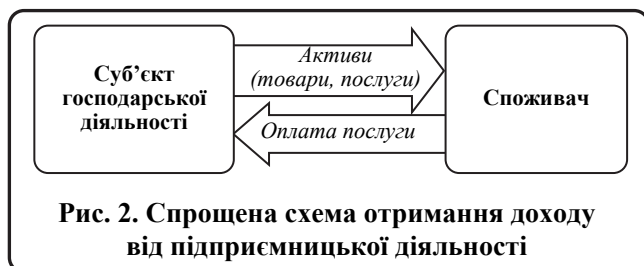 Суб’єкт
господарської
діяльності
Активи
(товари, послуги)
Оплата послуги
Споживач
Рис. 2. Спрощена схема отримання доходу
від підприємницької діяльності